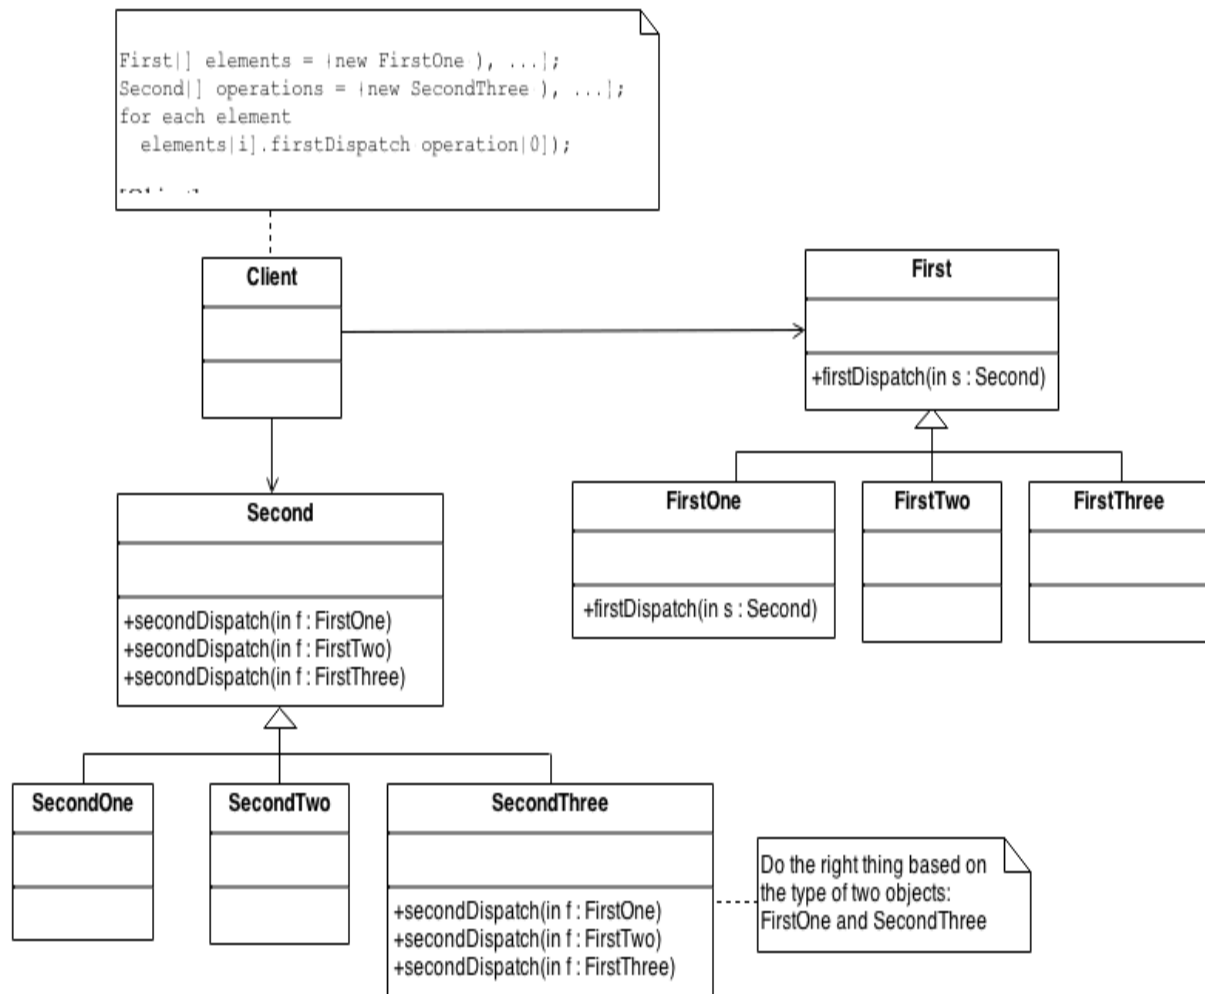 First|] elements = |new FirstOne ), ...|;
Second|] operations = |new SecondThree ), ...|;
for each element
elements|i].firstDispatch operation|0]);
Client
First
+firstDispatch(in s : Second)
FirstOne
FirstTwo
FirstThree
+firstDispatch(in s : Second)
Second
+secondDispatch(in f : FirstOne)
+secondDispatch(in f : FirstTwo)
+secondDispatch(in f : FirstThree)
SecondOne
SecondTwo
SecondThree
+secondDispatch(in f : FirstOne)
+secondDispatch(in f : FirstTwo)
+secondDispatch(in f : FirstThree)
Do the right thing based on
the type of two objects:
FirstOne and SecondThree